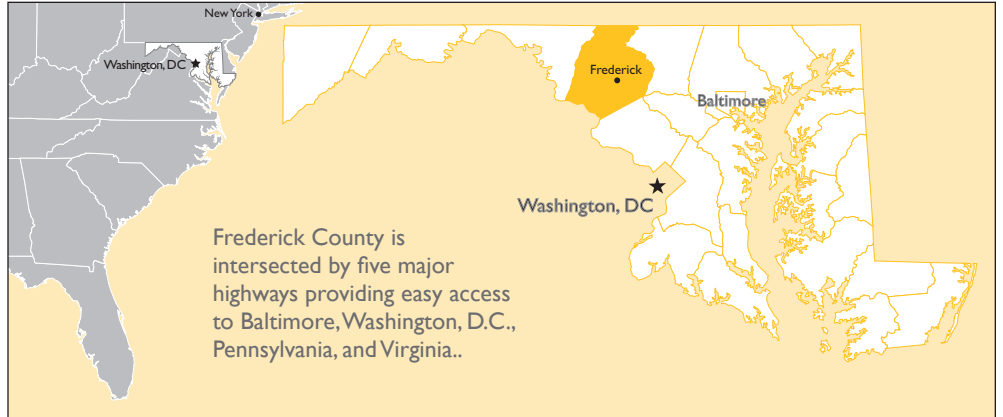 New York
Washington, DC
Frederick
Baltimore
Washington, DC
Frederick County is
intersected by five major
highways providing easy access
to Baltimore, Washington, D.C.,
Pennsylvania, and Virginia..